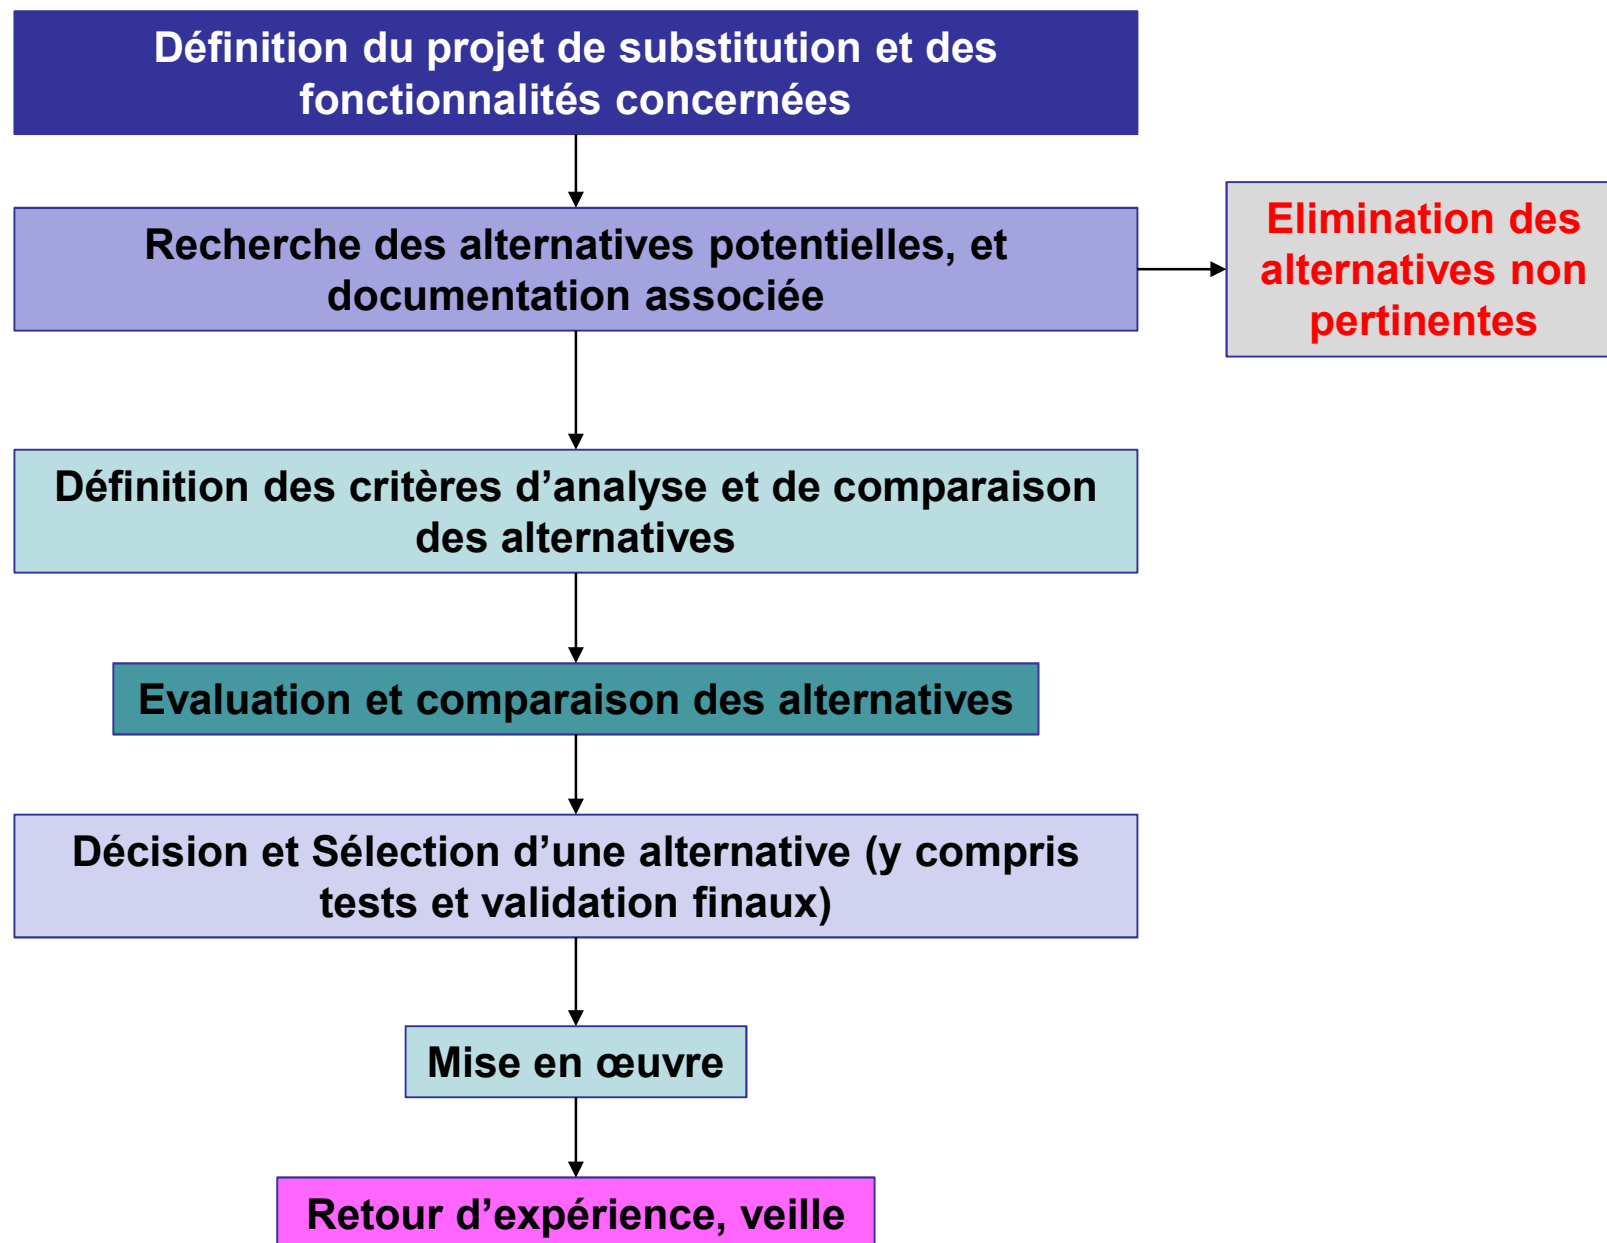 Définition du projet de substitution et des
fonctionnalités concernées
Recherche des alternatives potentielles, et
documentation associée
Elimination des
alternatives non
pertinentes
Définition des critères d’analyse et de comparaison
des alternatives
Evaluation et comparaison des alternatives
Décision et Sélection d’une alternative (y compris
tests et validation finaux)
Mise en œuvre
Retour d’expérience, veille